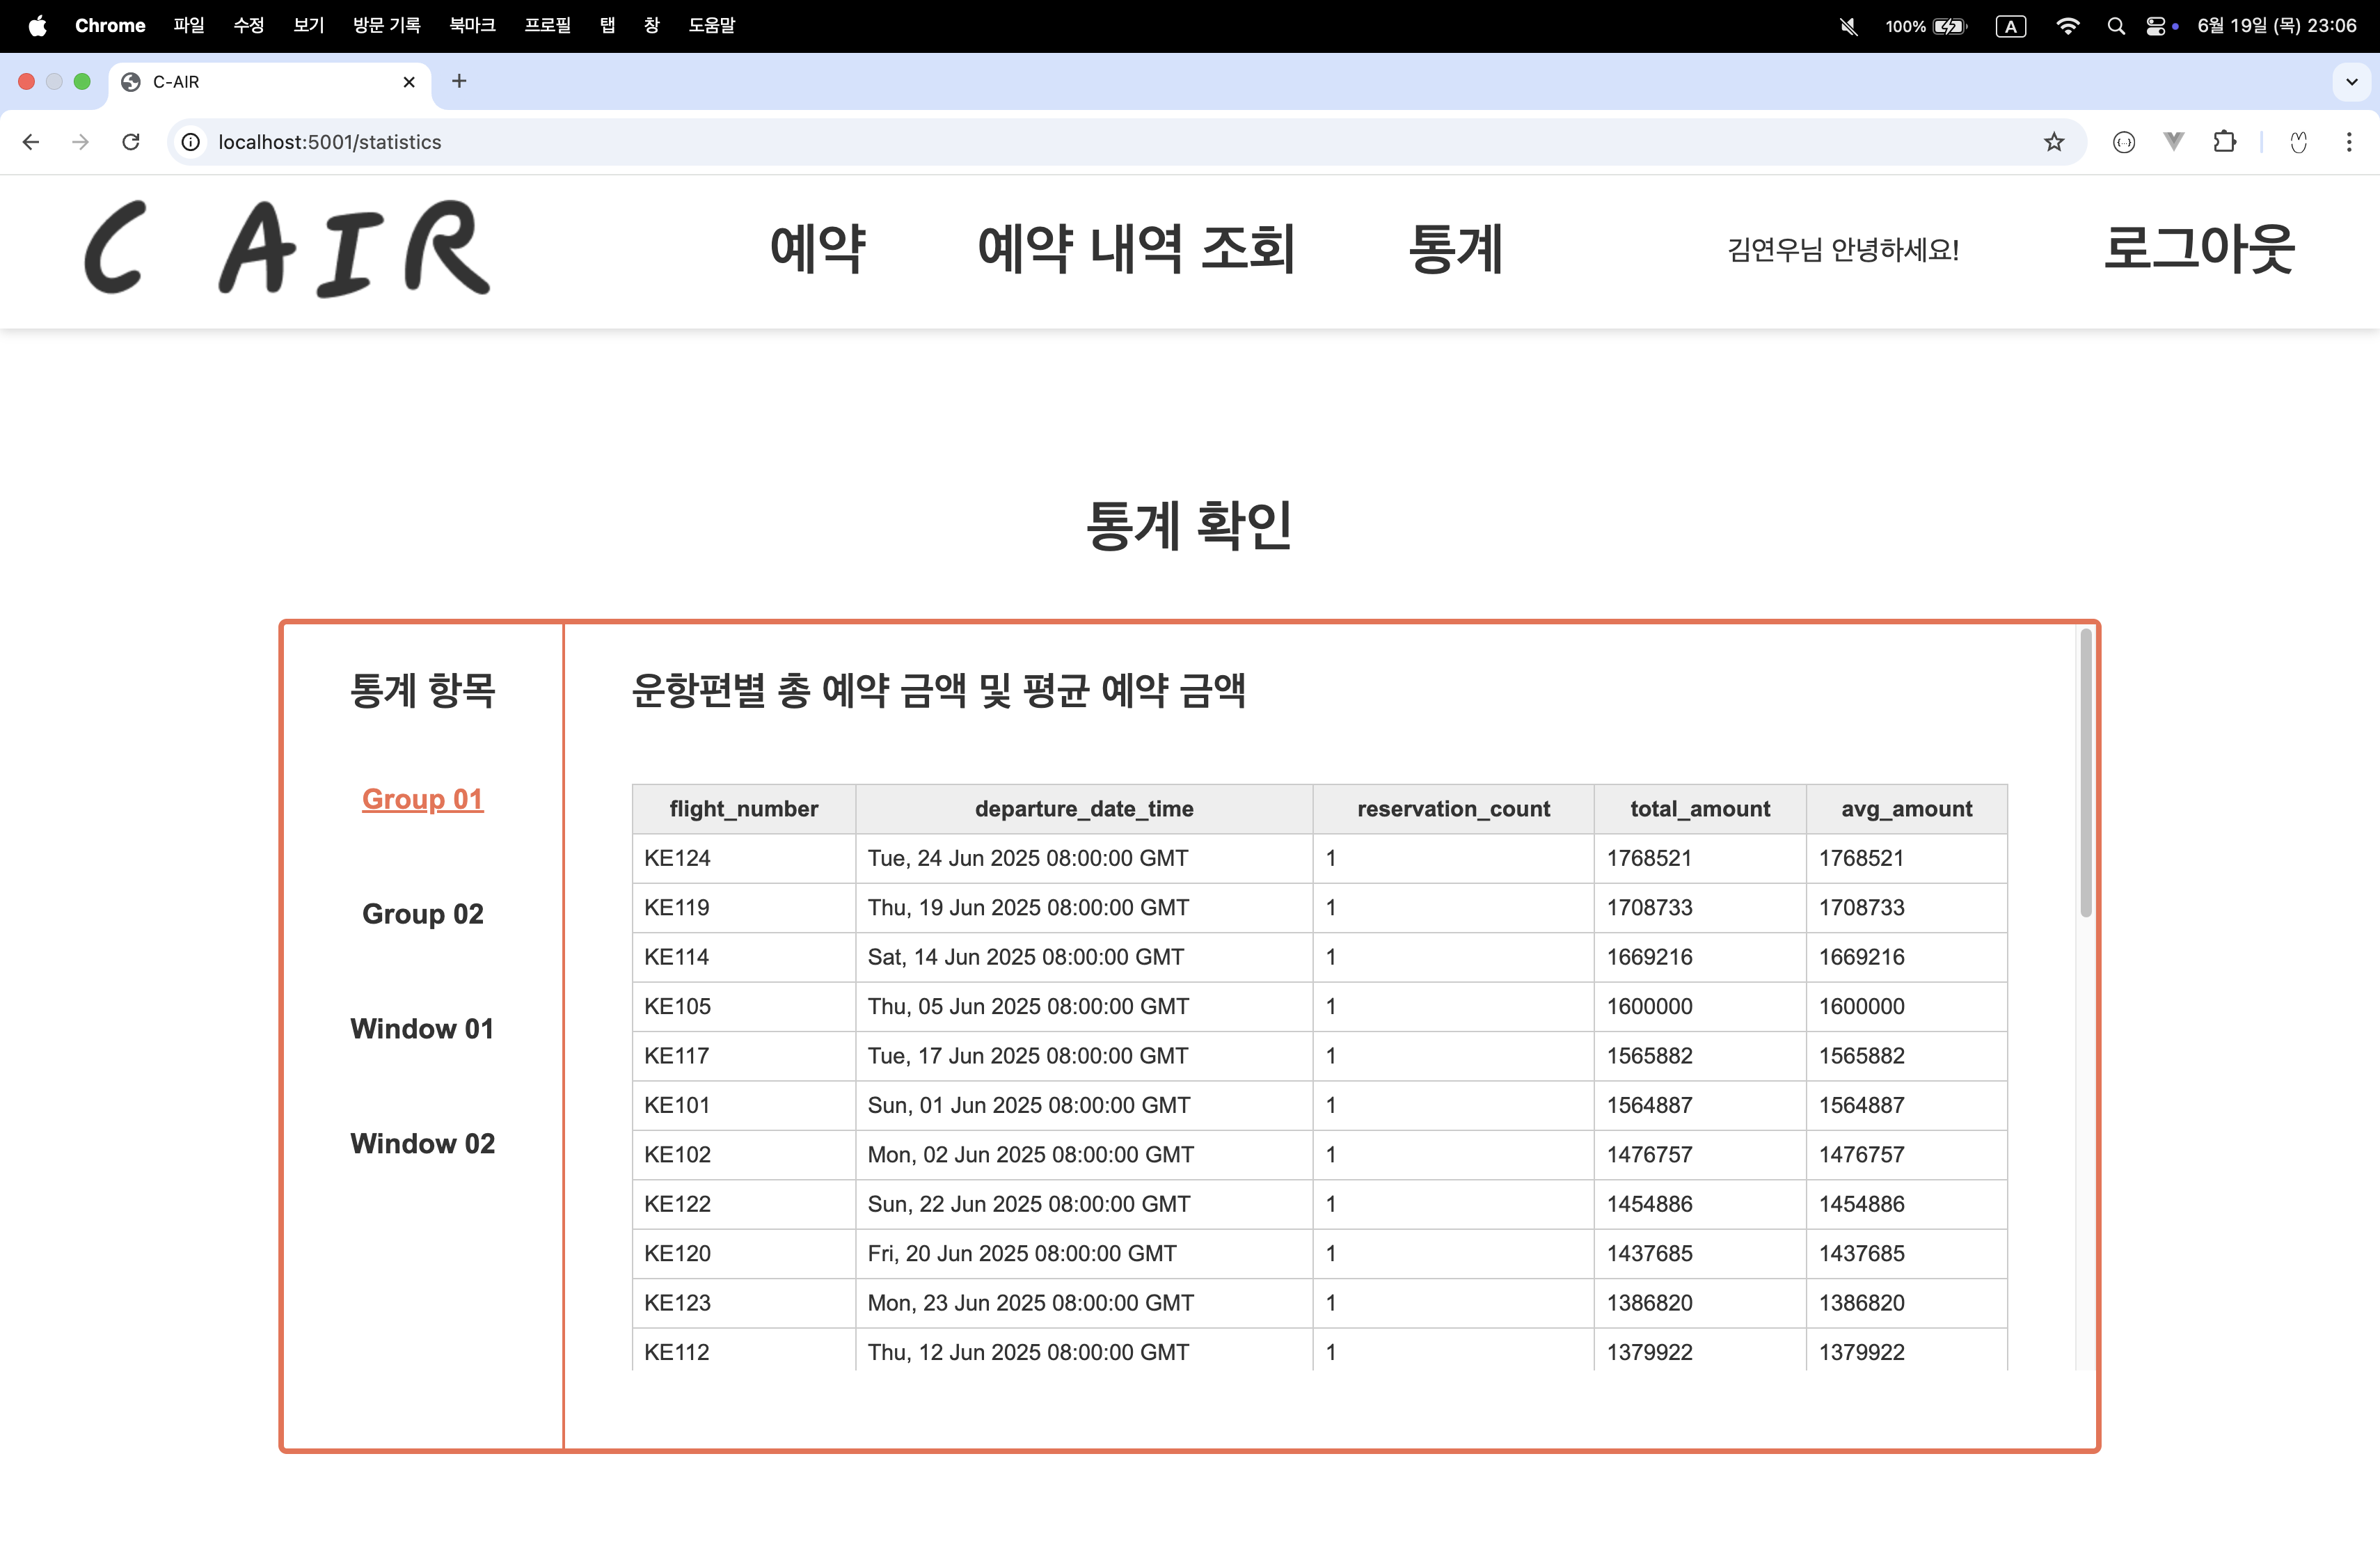 Chrome 파일 수정 보기 방문 기록 북마크 프로필 탭 창 도움말 100% A 6월 19일 (목) 23:06
C-AIR
localhost:5001/statistics
C AIR 예약 예약 내역 조회 통계 김연우님 안녕하세요! 로그아웃
통계 확인
통계 항목
Group 01
Group 02
Window 01
Window 02
운항편별 총 예약 금액 및 평균 예약 금액
flight_number departure_date_time reservation_count total_amount avg_amount
KE124 Tue, 24 Jun 2025 08:00:00 GMT 1 1768521 1768521
KE119 Thu, 19 Jun 2025 08:00:00 GMT 1 1708733 1708733
KE114 Sat, 14 Jun 2025 08:00:00 GMT 1 1669216 1669216
KE105 Thu, 05 Jun 2025 08:00:00 GMT 1 1600000 1600000
KE117 Tue, 17 Jun 2025 08:00:00 GMT 1 1565882 1565882
KE101 Sun, 01 Jun 2025 08:00:00 GMT 1 1564887 1564887
KE102 Mon, 02 Jun 2025 08:00:00 GMT 1 1476757 1476757
KE122 Sun, 22 Jun 2025 08:00:00 GMT 1 1454886 1454886
KE120 Fri, 20 Jun 2025 08:00:00 GMT 1 1437685 1437685
KE123 Mon, 23 Jun 2025 08:00:00 GMT 1 1386820 1386820
KE112 Thu, 12 Jun 2025 08:00:00 GMT 1 1379922 1379922